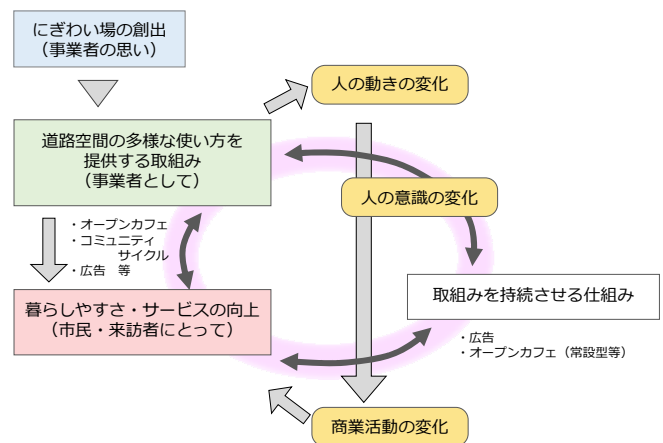 にぎわい場の創出
（事業者の思い）
人の動きの変化
道路空間の多様な使い方を
提供する取組み
（事業者として）
人の意識の変化
・オープンカフェ
・コミュニティ
サイクル
・広告　等
暮らしやすさ・サービスの向上
（市民・来訪者にとって）
取組みを持続させる仕組み
・広告
・オープンカフェ（常設型等）
商業活動の変化